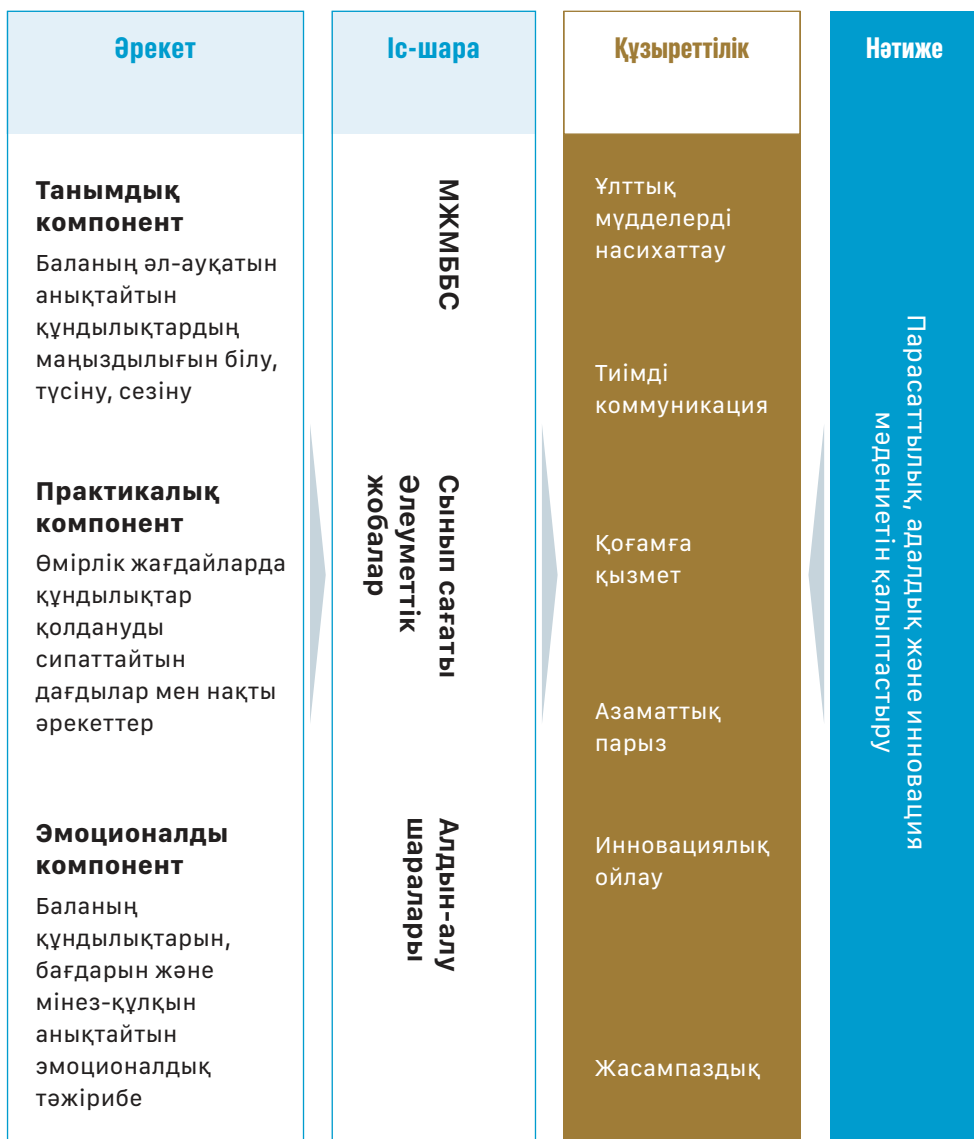 Әрекет
Танымдық
компонент
Баланың әл-ауқатын
анықтайтын
құндылықтардың
маңыздылығын білу,
түсіну, сезіну
Практикалық
компонент
Өмірлік жағдайларда
құндылықтар
қолдануды
сипаттайтын
дағдылар мен нақты
әрекеттер
Эмоционалды
компонент
Баланың
құндылықтарын,
бағдарын және
мінез-құлқын
анықтайтын
эмоционалдық
тәжірибе
Іс-шара
МЖМББС
Сынып сағаты
Әлеуметтік
жобалар
Алдын-алу
шаралары
Құзыреттілік
Ұлттық
мүдделерді
насихаттау
Тиімді
коммуникация
Қоғамға
қызмет
Азаматтық
парыз
Инновациялық
ойлау
Жасампаздық
Нәтиже
Парасаттылық, адалдық және инновация
мәдениетін қалыптастыру